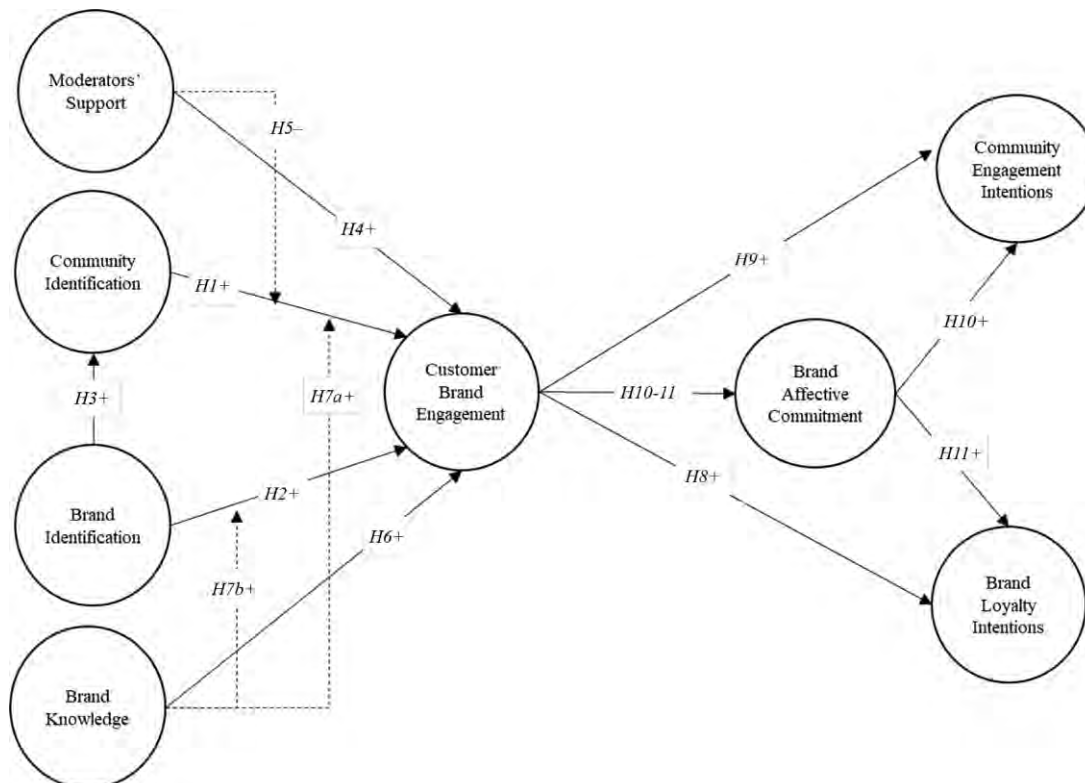 Moderators'
Support
H5–
Community
Engagement
Intentions
H4+
Community
Identification
H1+
H9+
H10+
H3+
H7a+
Customer
Brand
Engagement
H10-11
Brand
Affective
Commitment
H11+
H2+
H8+
Brand
Identification
H6+
H7b+
Brand
Loyalty
Intentions
Brand
Knowledge